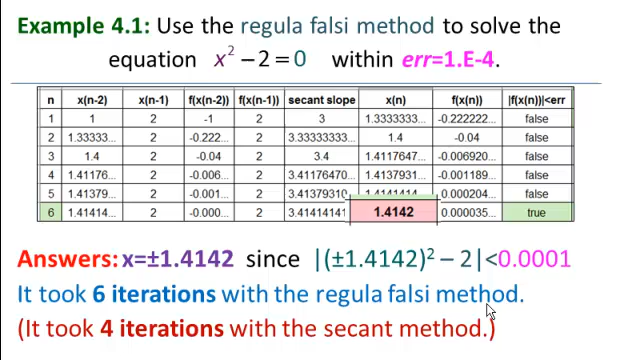 Example 4.1: Use the regula falsi method to solve the
equation x² − 2 = 0 within err=1.E-4.
n x(n-2) x(n-1) f(x(n-2)) f(x(n-1)) secant slope x(n) f(x(n)) |f(x(n))|<err
1 1 2 -1 2 3 1.3333333... -0.222222... false
2 1.33333... 2 -0.222... 2 3.33333333... 1.4 -0.04 false
3 1.4 2 -0.04 2 3.4 1.4117647... -0.006920... false
4 1.41176... 2 -0.006... 2 3.41176470... 1.4137931... -0.001189... false
5 1.41379... 2 -0.001... 2 3.41379310... 1.4141414... 0.000204... false
6 1.41414... 2 -0.000... 2 3.41414141... 1.4142 0.000035... true
Answers: x=±1.4142 since |(±1.4142)² − 2|<0.0001
It took 6 iterations with the regula falsi method.
(It took 4 iterations with the secant method.)